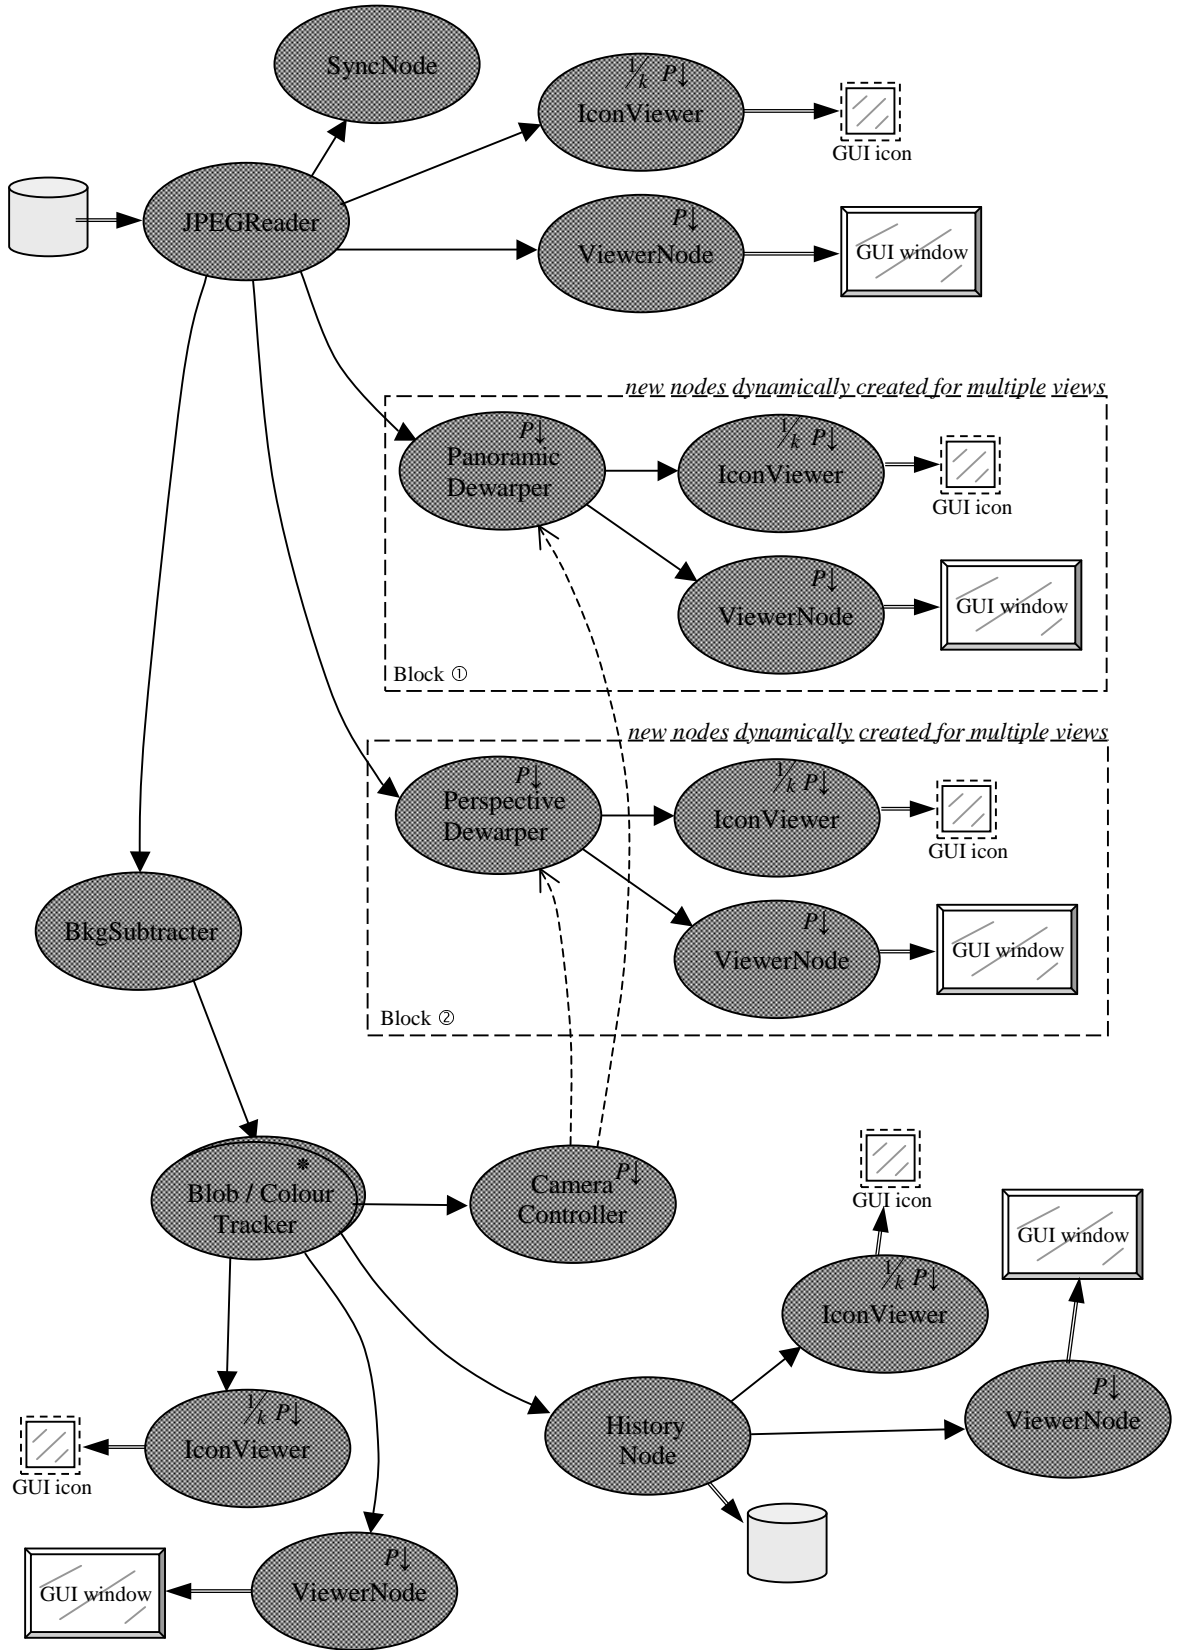 SyncNode
1/k P↓
IconViewer
GUI icon
JPEGReader
P↓
ViewerNode
GUI window
new nodes dynamically created for multiple views
P↓
Panoramic
Dewarper
1/k P↓
IconViewer
GUI icon
P↓
ViewerNode
GUI window
Block ①
new nodes dynamically created for multiple views
P↓
Perspective
Dewarper
1/k P↓
IconViewer
GUI icon
P↓
ViewerNode
GUI window
Block ②
BkgSubtracter
*
Blob / Colour
Tracker
P↓
Camera
Controller
GUI icon
GUI window
1/k P↓
IconViewer
P↓
ViewerNode
History
Node
1/k P↓
IconViewer
GUI icon
P↓
ViewerNode
GUI window